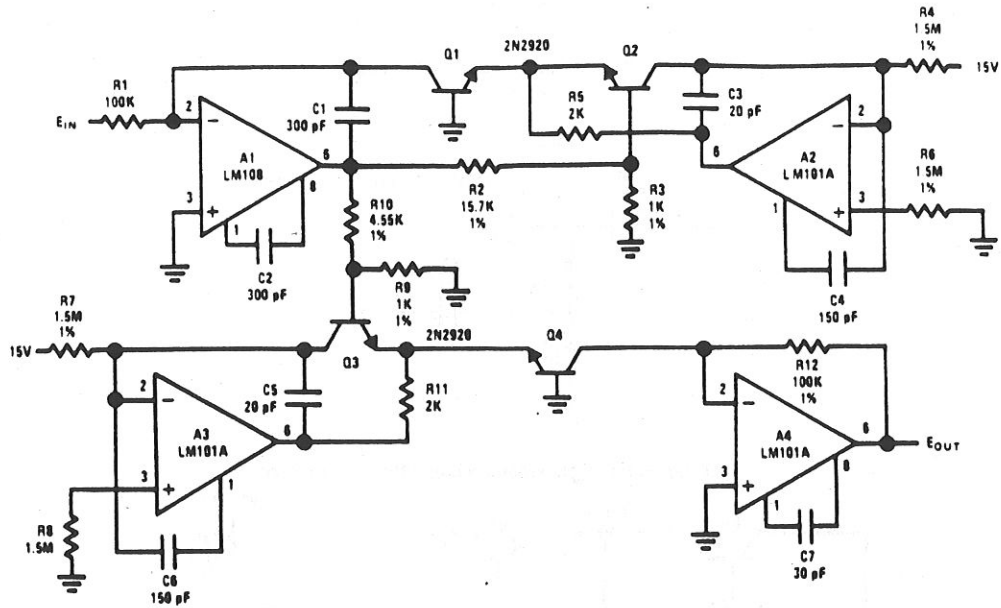 R1
100K
E_IN
2
3
A1
LM108
6
8
1
C2
300 pF
C1
300 pF
Q1
2N2920
Q2
R5
2K
C3
20 pF
R4
1.5M
1%
15V
2
3
6
1
A2
LM101A
R6
1.5M
1%
C4
150 pF
R2
15.7K
1%
R3
1K
1%
R10
4.55K
1%
R9
1K
1%
R7
1.5M
1%
15V
Q3
2N2920
Q4
R11
2K
C5
20 pF
2
3
A3
LM101A
6
1
R8
1.5M
C6
150 pF
R12
100K
1%
2
3
A4
LM101A
6
8
1
C7
30 pF
E_OUT